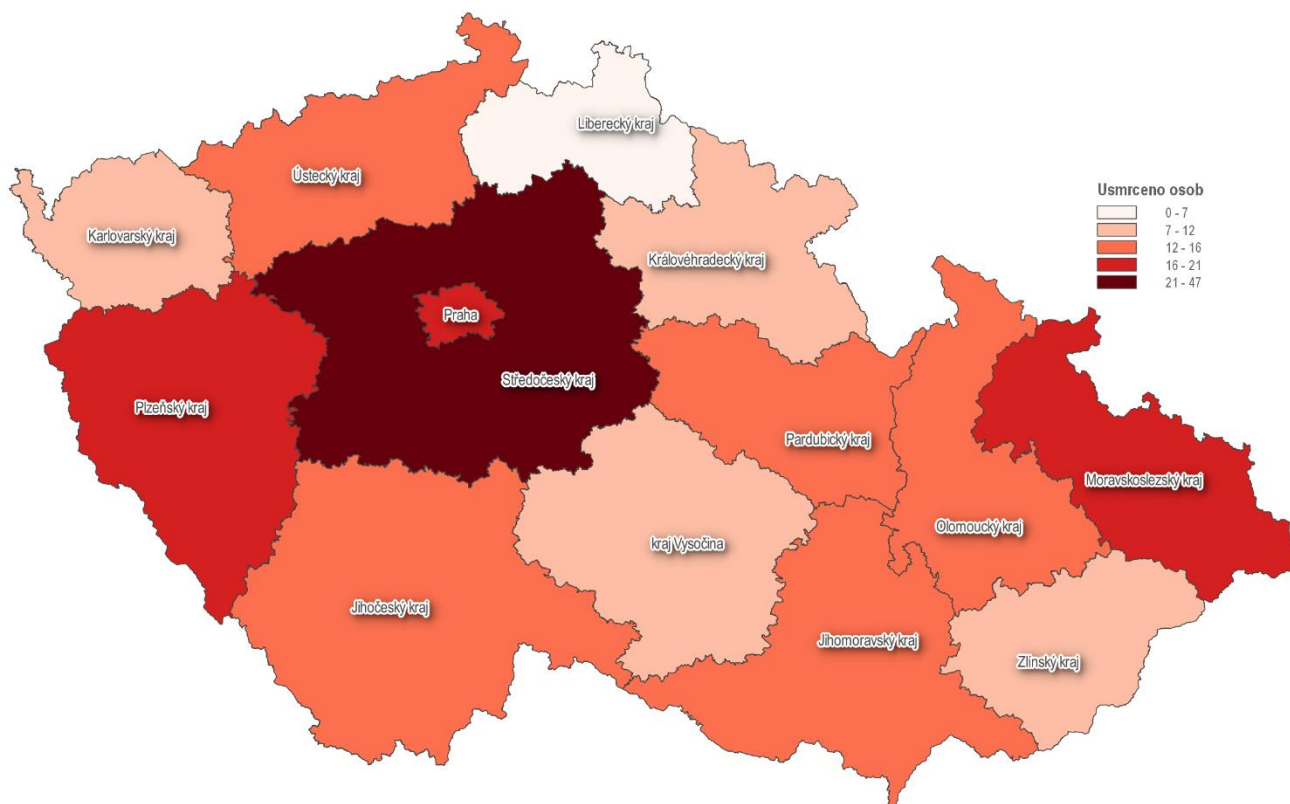 Liberecký kraj
Ústecký kraj
Usmrceno osob
0 - 7
7 - 12
12 - 16
16 - 21
21 - 47
Karlovarský kraj
Královéhradecký kraj
Praha
Středočeský kraj
Plzeňský kraj
Pardubický kraj
Moravskoslezský kraj
Olomoucký kraj
kraj Vysočina
Jihočeský kraj
Jihomoravský kraj
Zlínský kraj